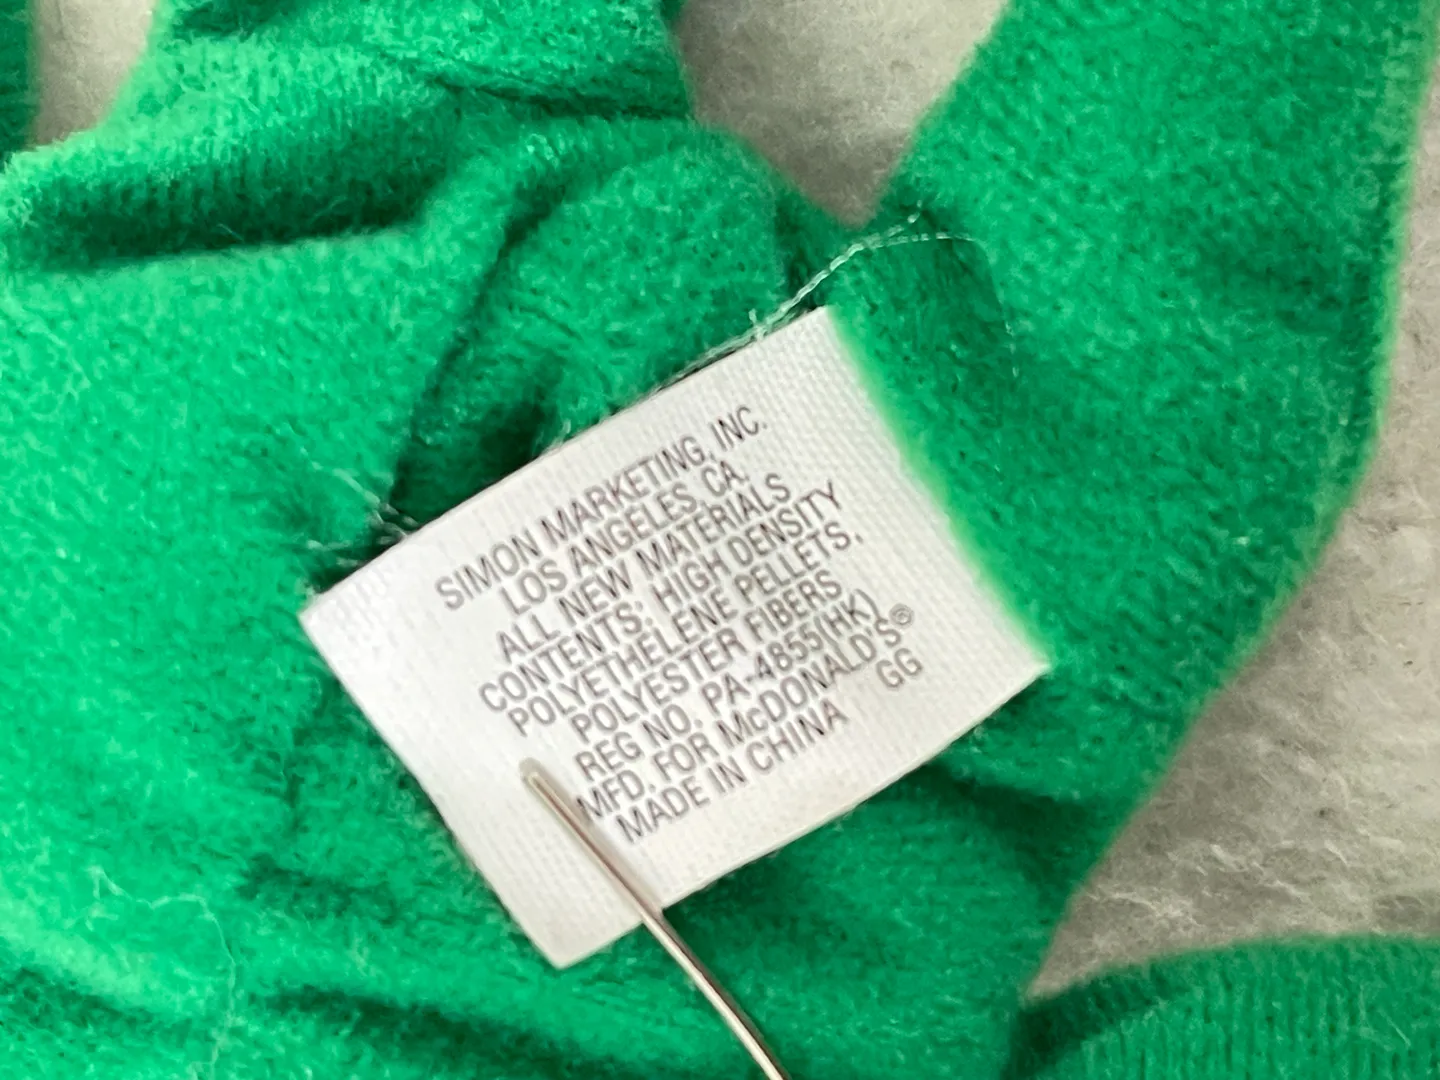 SIMON MARKETING, INC.
LOS ANGELES, CA.
ALL NEW MATERIALS
CONTENTS: HIGH DENSITY
POLYETHELENE PELLETS,
POLYESTER FIBERS
REG NO. PA-4855(HK)
MFD. FOR McDONALD'S®
MADE IN CHINA GG